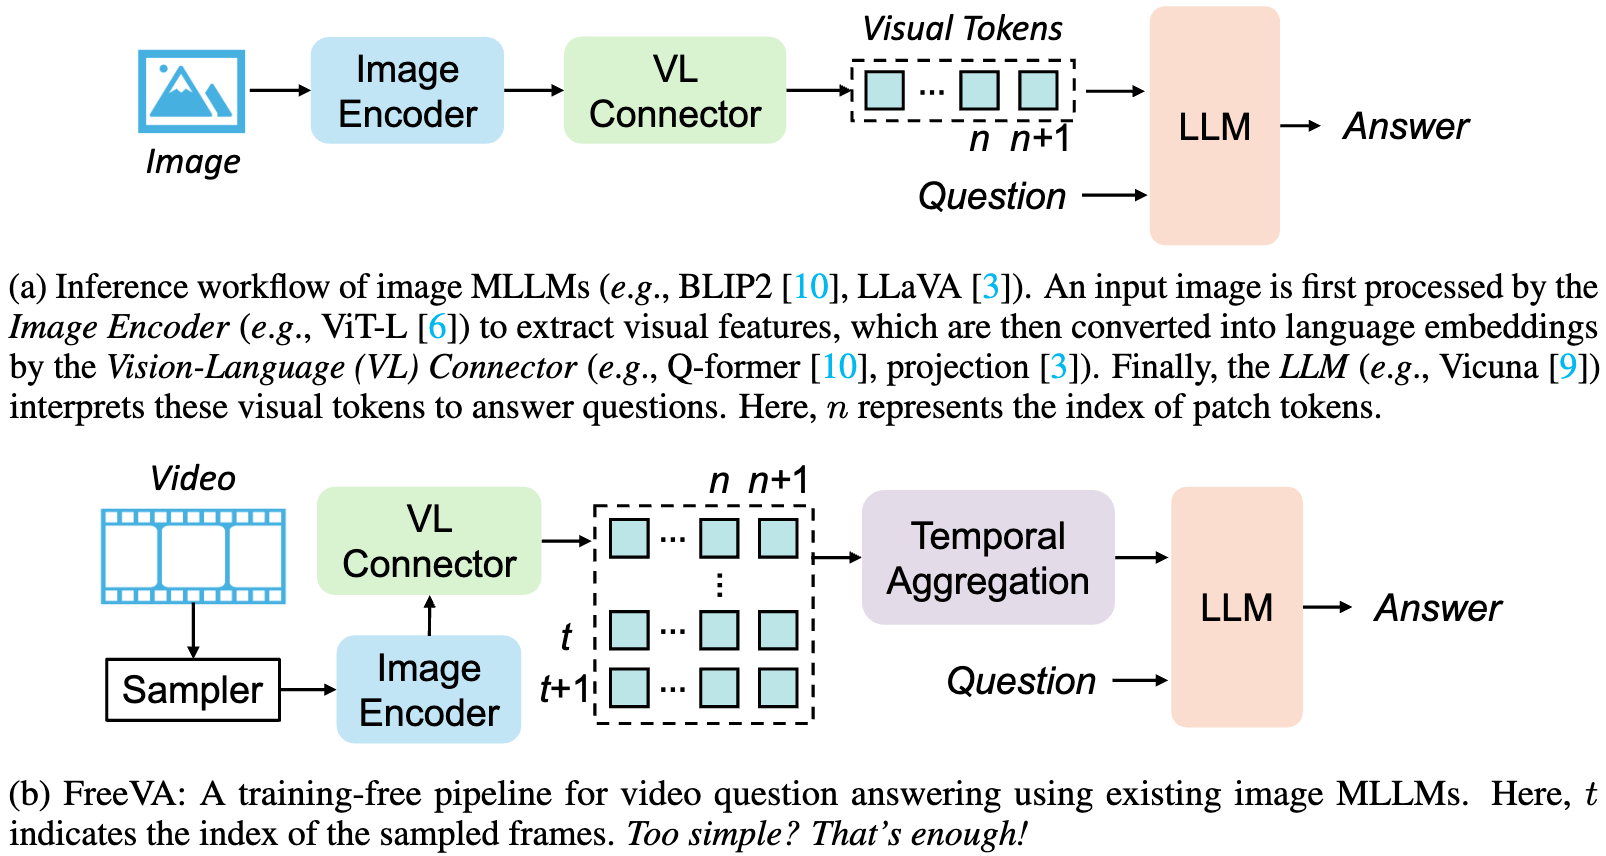 Visual Tokens
Image
Encoder
VL
Connector
...
n n+1
LLM
Answer
Image
Question
(a) Inference workflow of image MLLMs (e.g., BLIP2 [10], LLaVA [3]). An input image is first processed by the
Image Encoder (e.g., ViT-L [6]) to extract visual features, which are then converted into language embeddings
by the Vision-Language (VL) Connector (e.g., Q-former [10], projection [3]). Finally, the LLM (e.g., Vicuna [9])
interprets these visual tokens to answer questions. Here, n represents the index of patch tokens.
Video
n n+1
VL
Connector
...
Temporal
Aggregation
LLM
Answer
t
...
Sampler
Image
Encoder
t+1
...
Question
(b) FreeVA: A training-free pipeline for video question answering using existing image MLLMs. Here, t
indicates the index of the sampled frames. Too simple? That's enough!